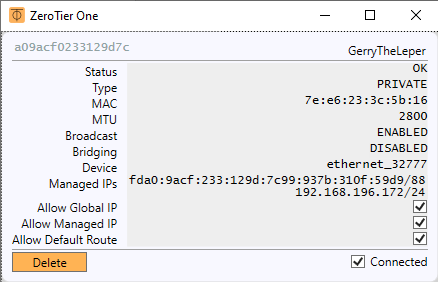 ZeroTier One
a09acf0233129d7c
GerryTheLeper
Status OK
Type PRIVATE
MAC 7e:e6:23:3c:5b:16
MTU 2800
Broadcast ENABLED
Bridging DISABLED
Device ethernet_32777
Managed IPs fda0:9acf:233:129d:7c99:937b:310f:59d9/88
192.168.196.172/24
Allow Global IP
Allow Managed IP
Allow Default Route
Delete Connected